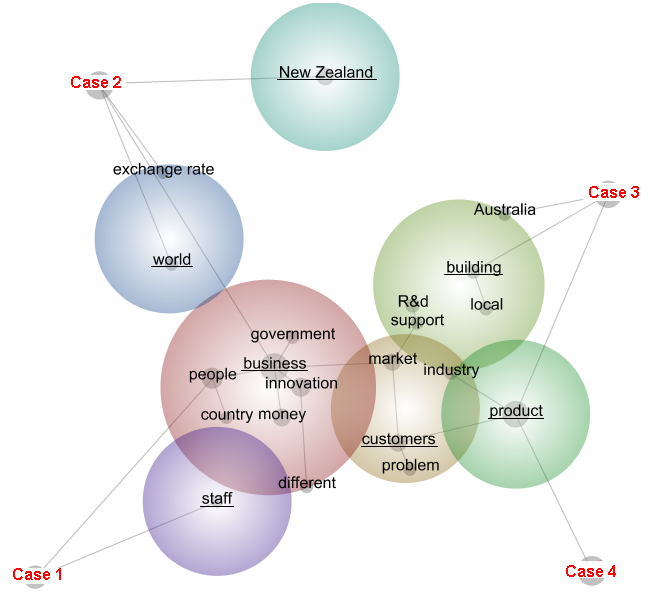 New Zealand
Case 2
exchange rate
Case 3
Australia
world
building
R&d
local
support
government
market
business
industry
people
innovation
product
country
money
customers
problem
different
staff
Case 1
Case 4